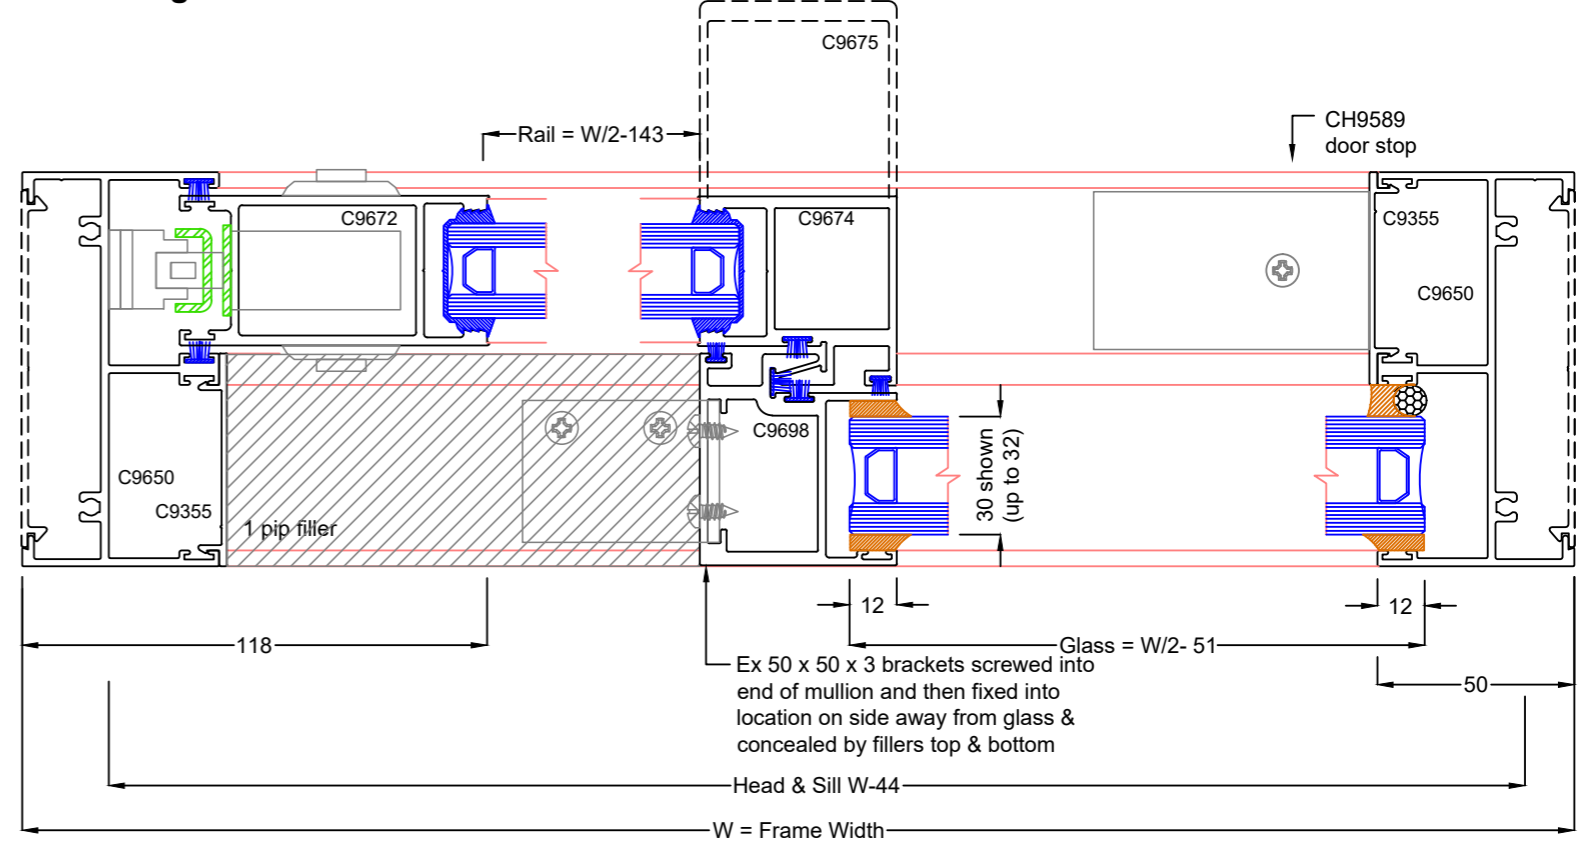 g
C9675
Rail = W/2-143
CH9589
door stop
C9672
C9674
C9355
C9650
C9698
30 shown
(up to 32)
C9650
C9355
1 pip filler
12
12
118
Glass = W/2- 51
Ex 50 x 50 x 3 brackets screwed into
end of mullion and then fixed into
location on side away from glass &
concealed by fillers top & bottom
50
Head & Sill W-44
W = Frame Width